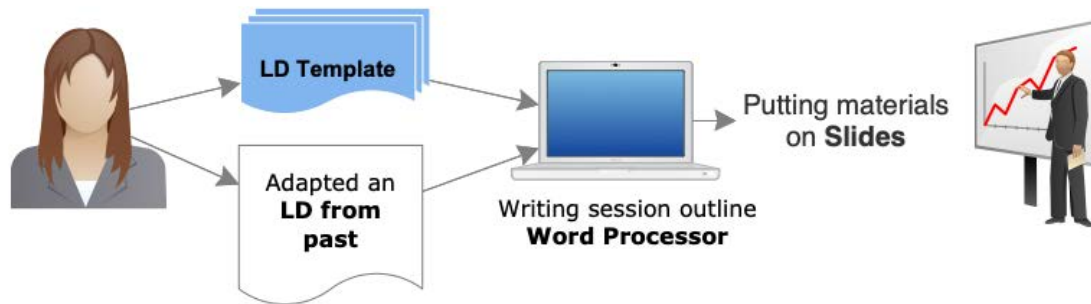 LD Template
Adapted an
LD from
past
Writing session outline
Word Processor
Putting materials
on Slides